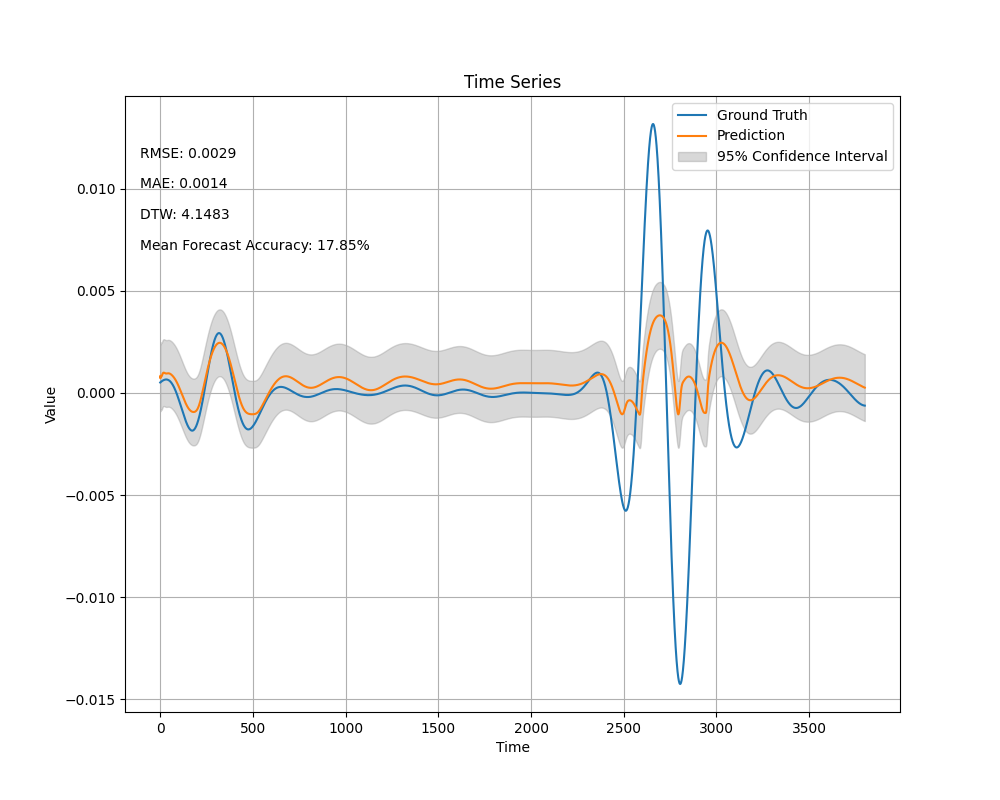 Time Series
Ground Truth
Prediction
95% Confidence Interval
RMSE: 0.0029
MAE: 0.0014
DTW: 4.1483
Mean Forecast Accuracy: 17.85%
Value
0.010
0.005
0.000
−0.005
−0.010
−0.015
0 500 1000 1500 2000 2500 3000 3500
Time